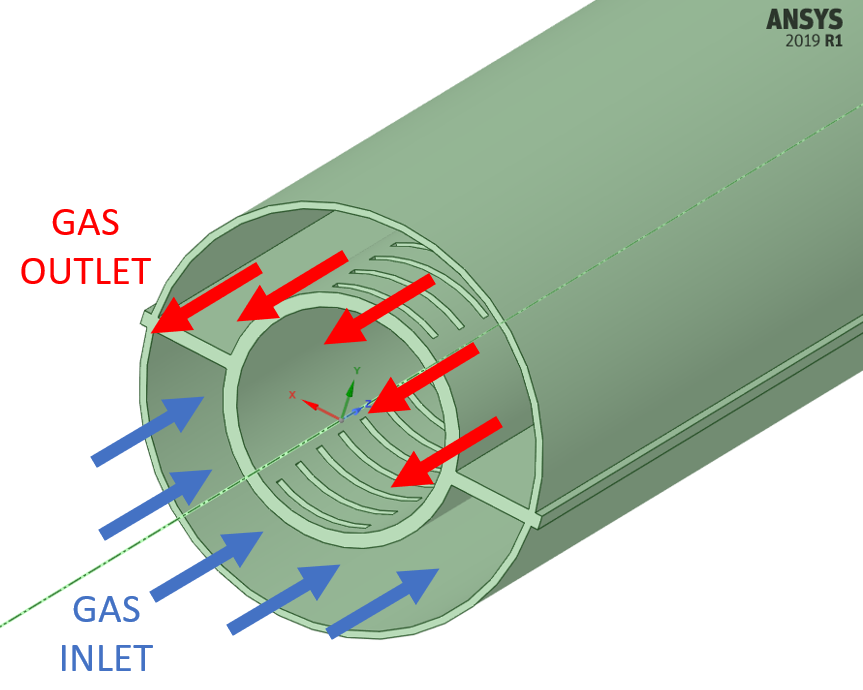 ANSYS
2019 R1
GAS
OUTLET
Y
X
Z
GAS
INLET